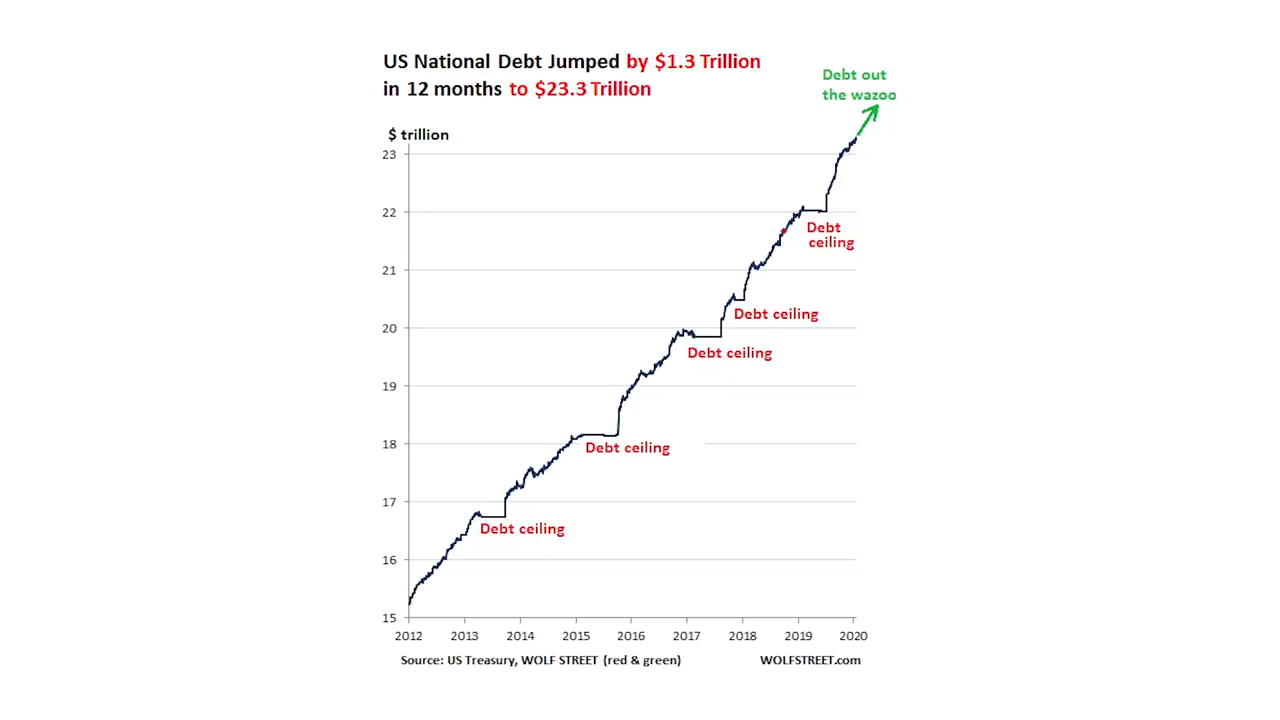 US National Debt Jumped by $1.3 Trillion
in 12 months to $23.3 Trillion
Debt out
the wazoo
$ trillion
23
22
21
20
19
18
17
16
15
Debt
ceiling
Debt ceiling
Debt ceiling
Debt ceiling
Debt ceiling
2012 2013 2014 2015 2016 2017 2018 2019 2020
Source: US Treasury, WOLF STREET (red & green) WOLFSTREET.com